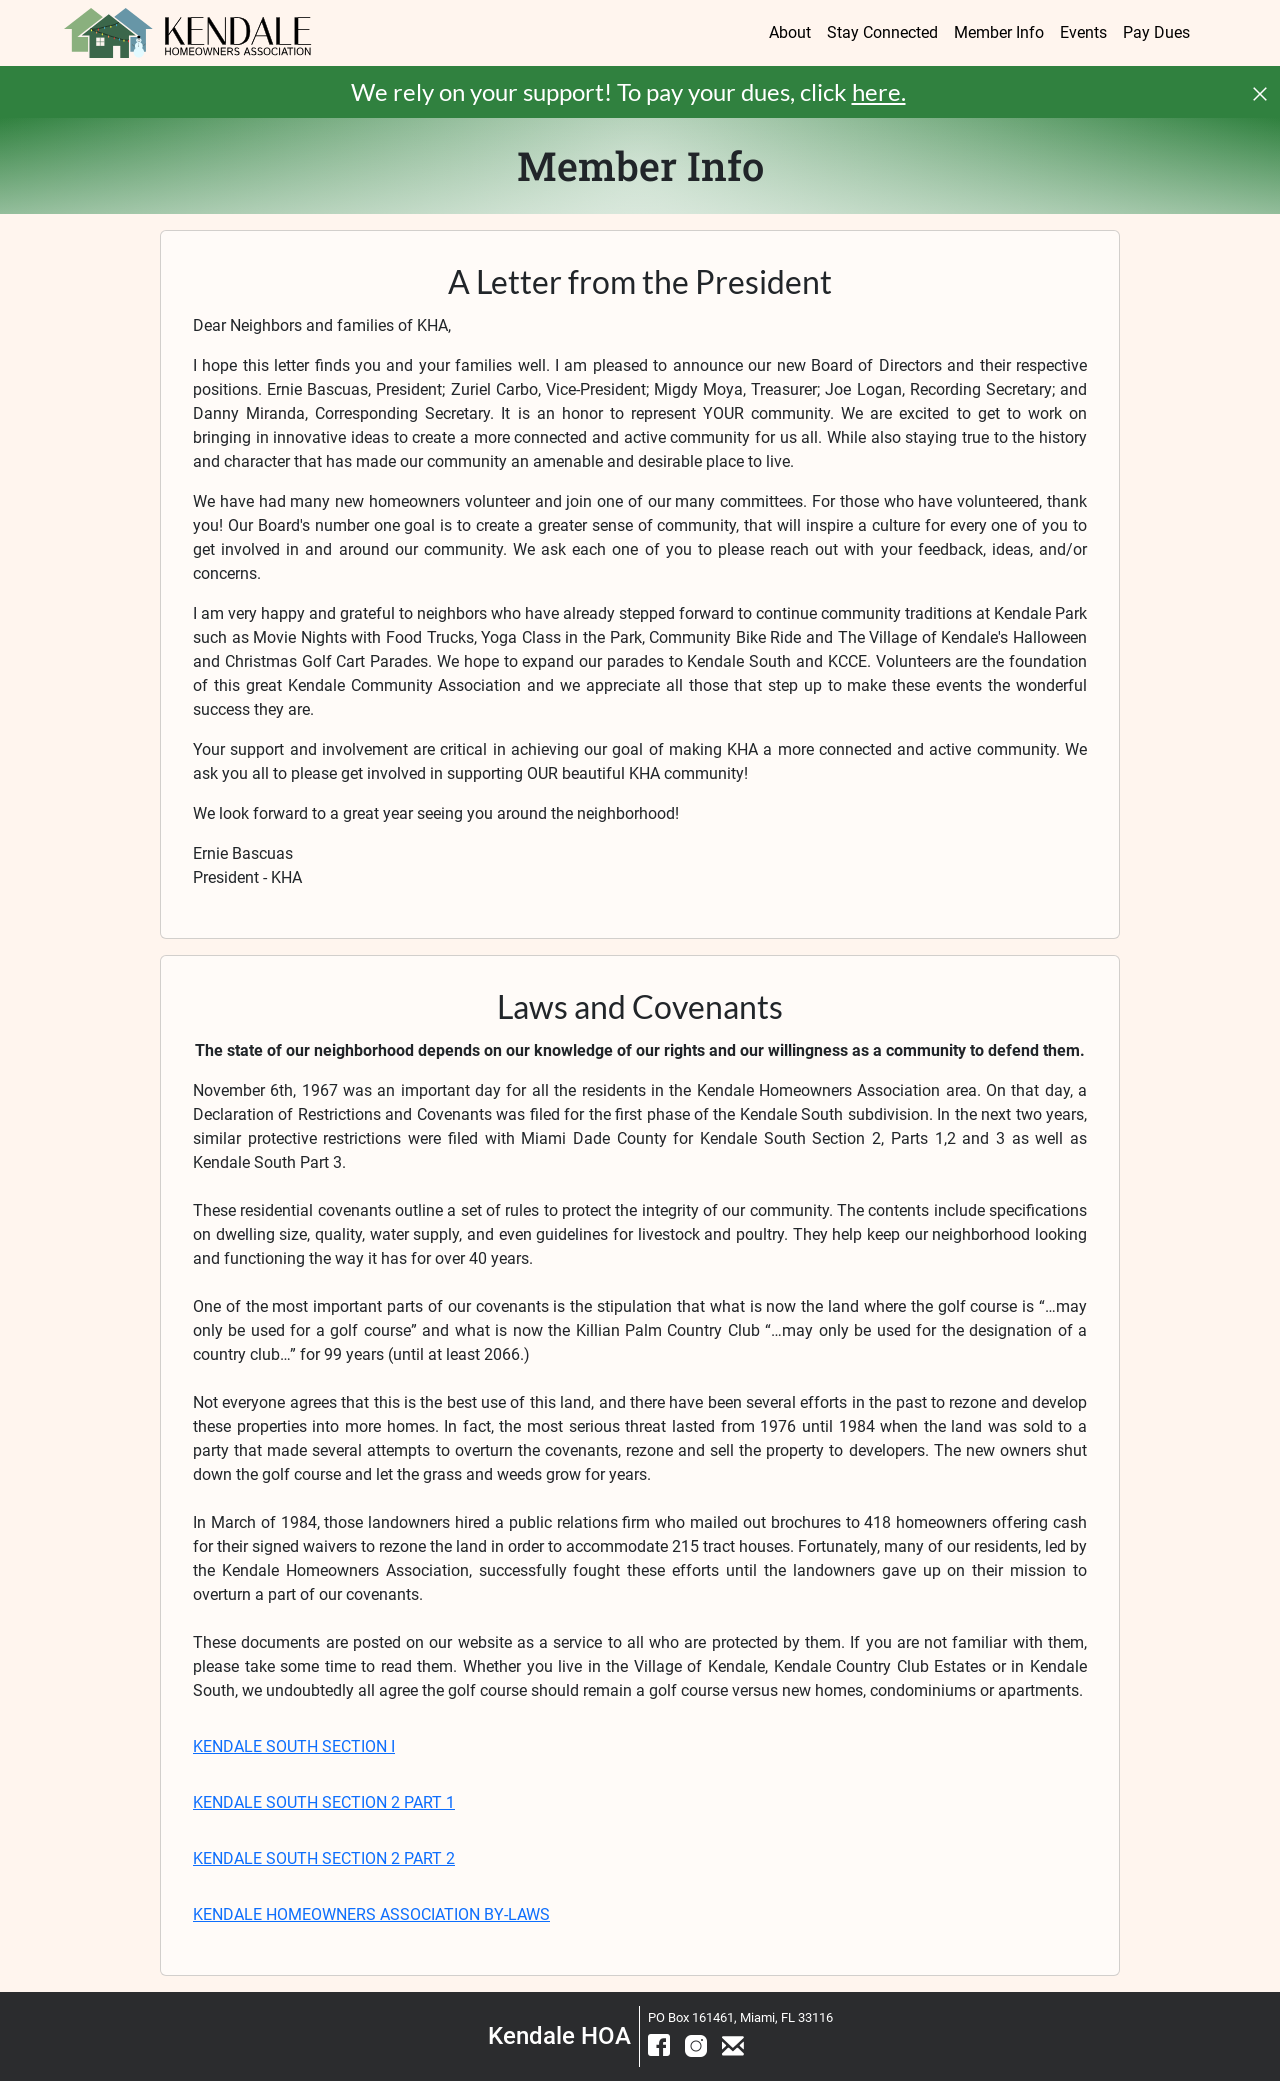 KENDALE
HOMEOWNERS ASSOCIATION
About Stay Connected Member Info Events Pay Dues
We rely on your support! To pay your dues, click here.
Member Info
A Letter from the President
Dear Neighbors and families of KHA,
I hope this letter finds you and your families well. I am pleased to announce our new Board of Directors and their respective
positions. Ernie Bascuas, President; Zuriel Carbo, Vice-President; Migdy Moya, Treasurer; Joe Logan, Recording Secretary; and
Danny Miranda, Corresponding Secretary. It is an honor to represent YOUR community. We are excited to get to work on
bringing in innovative ideas to create a more connected and active community for us all. While also staying true to the history
and character that has made our community an amenable and desirable place to live.
We have had many new homeowners volunteer and join one of our many committees. For those who have volunteered, thank
you! Our Board's number one goal is to create a greater sense of community, that will inspire a culture for every one of you to
get involved in and around our community. We ask each one of you to please reach out with your feedback, ideas, and/or
concerns.
I am very happy and grateful to neighbors who have already stepped forward to continue community traditions at Kendale Park
such as Movie Nights with Food Trucks, Yoga Class in the Park, Community Bike Ride and The Village of Kendale's Halloween
and Christmas Golf Cart Parades. We hope to expand our parades to Kendale South and KCCE. Volunteers are the foundation
of this great Kendale Community Association and we appreciate all those that step up to make these events the wonderful
success they are.
Your support and involvement are critical in achieving our goal of making KHA a more connected and active community. We
ask you all to please get involved in supporting OUR beautiful KHA community!
We look forward to a great year seeing you around the neighborhood!
Ernie Bascuas
President - KHA
Laws and Covenants
The state of our neighborhood depends on our knowledge of our rights and our willingness as a community to defend them.
November 6th, 1967 was an important day for all the residents in the Kendale Homeowners Association area. On that day, a
Declaration of Restrictions and Covenants was filed for the first phase of the Kendale South subdivision. In the next two years,
similar protective restrictions were filed with Miami Dade County for Kendale South Section 2, Parts 1,2 and 3 as well as
Kendale South Part 3.
These residential covenants outline a set of rules to protect the integrity of our community. The contents include specifications
on dwelling size, quality, water supply, and even guidelines for livestock and poultry. They help keep our neighborhood looking
and functioning the way it has for over 40 years.
One of the most important parts of our covenants is the stipulation that what is now the land where the golf course is “…may
only be used for a golf course” and what is now the Killian Palm Country Club “…may only be used for the designation of a
country club…” for 99 years (until at least 2066.)
Not everyone agrees that this is the best use of this land, and there have been several efforts in the past to rezone and develop
these properties into more homes. In fact, the most serious threat lasted from 1976 until 1984 when the land was sold to a
party that made several attempts to overturn the covenants, rezone and sell the property to developers. The new owners shut
down the golf course and let the grass and weeds grow for years.
In March of 1984, those landowners hired a public relations firm who mailed out brochures to 418 homeowners offering cash
for their signed waivers to rezone the land in order to accommodate 215 tract houses. Fortunately, many of our residents, led by
the Kendale Homeowners Association, successfully fought these efforts until the landowners gave up on their mission to
overturn a part of our covenants.
These documents are posted on our website as a service to all who are protected by them. If you are not familiar with them,
please take some time to read them. Whether you live in the Village of Kendale, Kendale Country Club Estates or in Kendale
South, we undoubtedly all agree the golf course should remain a golf course versus new homes, condominiums or apartments.
KENDALE SOUTH SECTION I
KENDALE SOUTH SECTION 2 PART 1
KENDALE SOUTH SECTION 2 PART 2
KENDALE HOMEOWNERS ASSOCIATION BY-LAWS
Kendale HOA
PO Box 161461, Miami, FL 33116